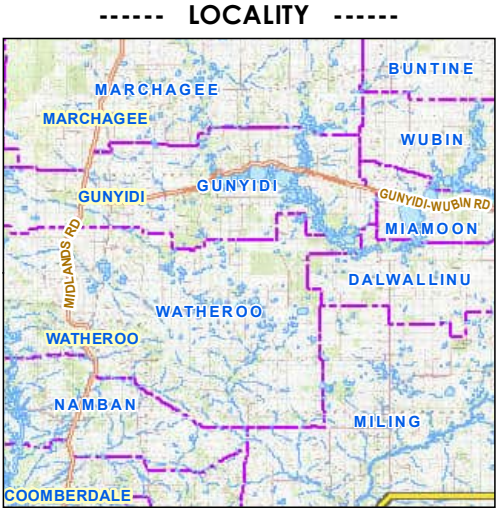 ------ LOCALITY ------
BUNTINE
MARCHAGEE
MARCHAGEE
WUBIN
GUNYIDI
GUNYIDI
GUNYIDI-WUBIN RD
MIAMOON
MIDLANDS RD
DALWALLINU
WATHEROO
WATHEROO
NAMBAN
MILING
COOMBERDALE